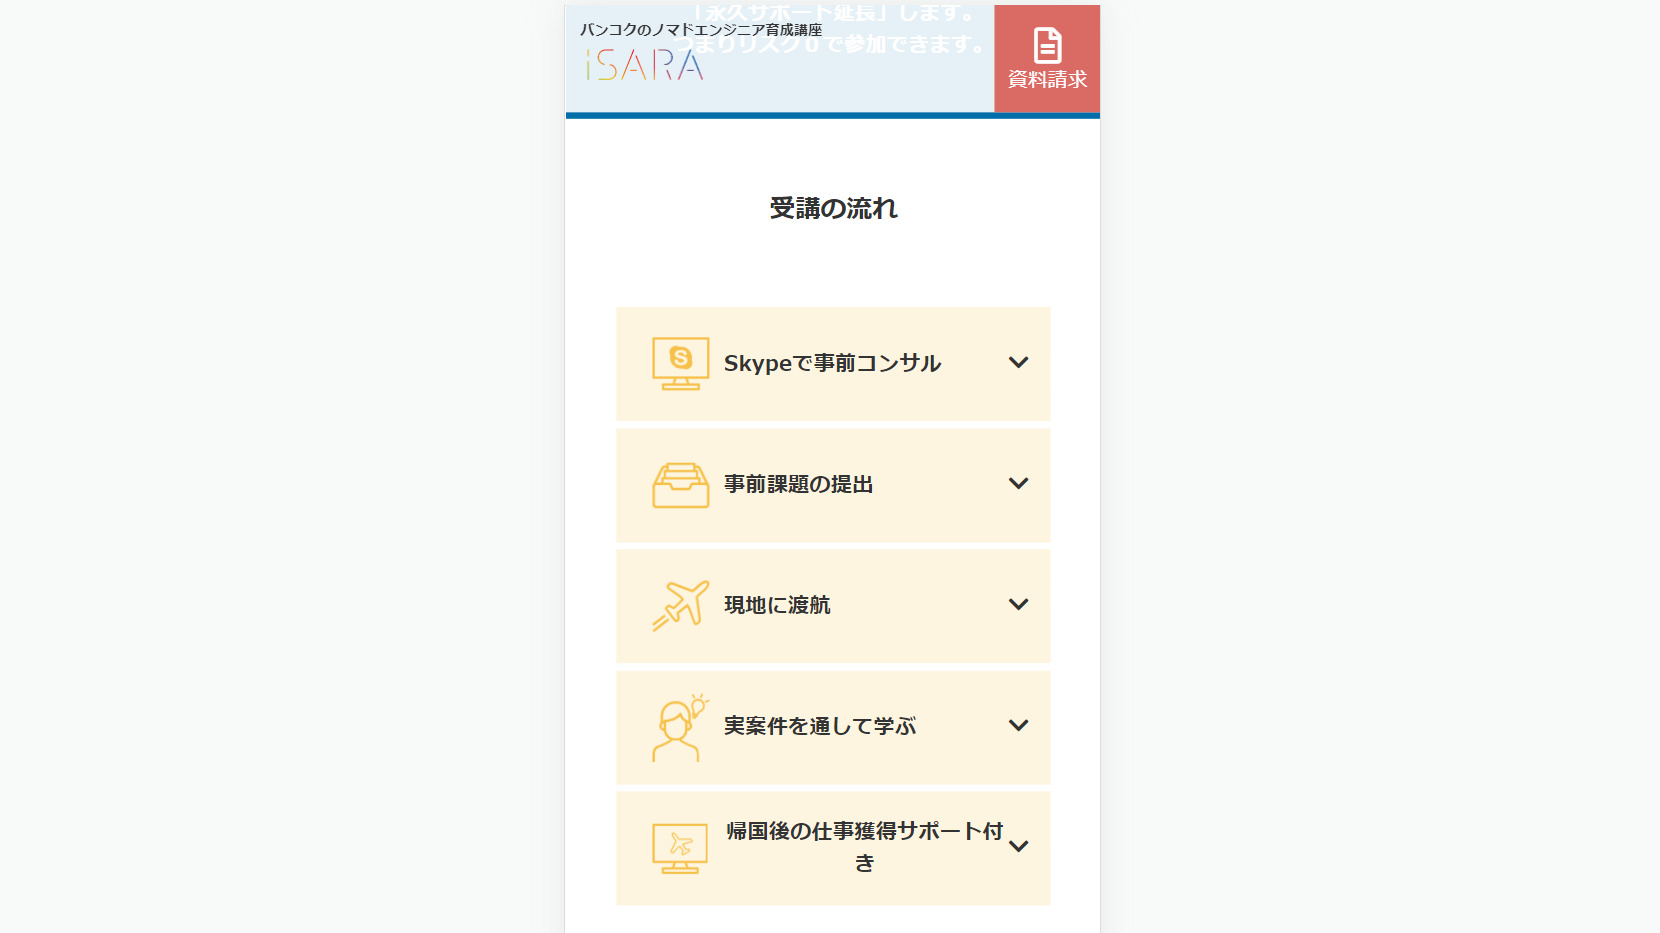 「永久サポート延長」します。
バンコクのノマドエンジニア育成講座
つまりリスク0で参加できます。
iSARA
資料請求
受講の流れ
Skypeで事前コンサル
事前課題の提出
現地に渡航
実案件を通して学ぶ
帰国後の仕事獲得サポート付
き